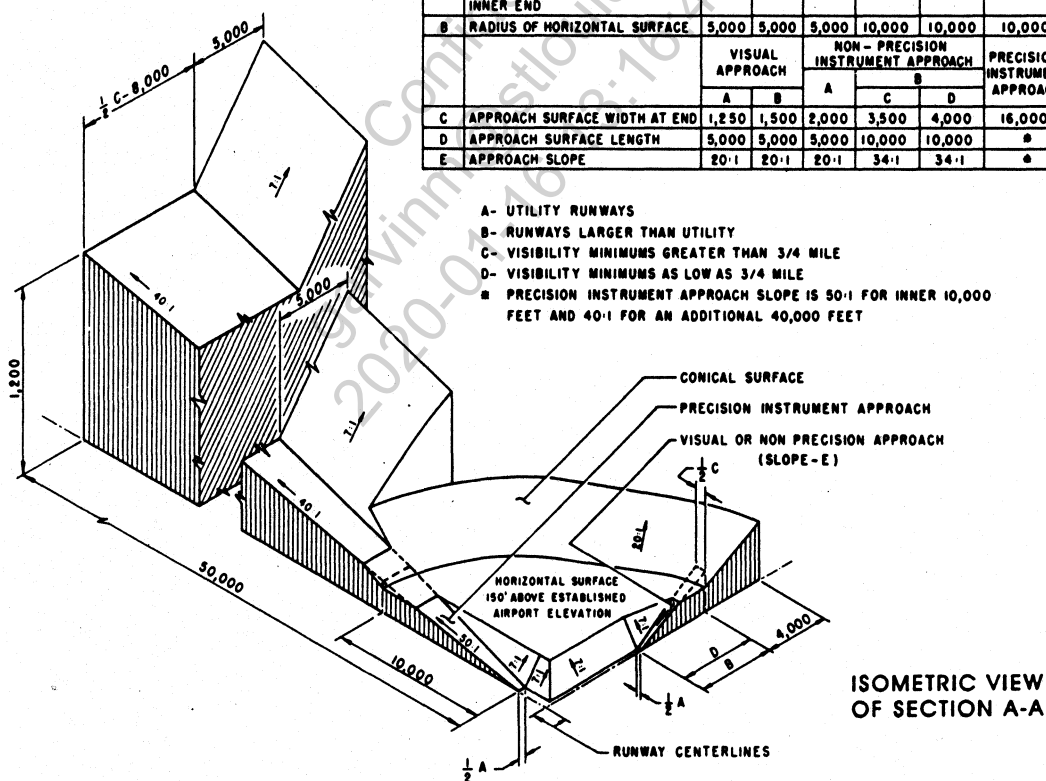 INNER END
B RADIUS OF HORIZONTAL SURFACE 5,000 5,000 5,000 10,000 10,000 10,000
VISUAL APPROACH NON-PRECISION INSTRUMENT APPROACH PRECISIO INSTRUME APPROA
A B A B
C D
C APPROACH SURFACE WIDTH AT END 1,250 1,500 2,000 3,500 4,000 16,000
D APPROACH SURFACE LENGTH 5,000 5,000 5,000 10,000 10,000 *
E APPROACH SLOPE 20:1 20:1 20:1 34:1 34:1 *
A- UTILITY RUNWAYS
B- RUNWAYS LARGER THAN UTILITY
C- VISIBILITY MINIMUMS GREATER THAN 3/4 MILE
D- VISIBILITY MINIMUMS AS LOW AS 3/4 MILE
* PRECISION INSTRUMENT APPROACH SLOPE IS 50:1 FOR INNER 10,000
FEET AND 40:1 FOR AN ADDITIONAL 40,000 FEET
5,000
½ C-8,000
7:1
40:1
5,000
1,200
7:1
40:1
50,000
CONICAL SURFACE
PRECISION INSTRUMENT APPROACH
VISUAL OR NON PRECISION APPROACH
(SLOPE-E)
½ C
20:1
HORIZONTAL SURFACE
150' ABOVE ESTABLISHED
AIRPORT ELEVATION
50:1
7:1
7:1
7:1
7:1
10,000
4,000
D
B
½ A
½ A
RUNWAY CENTERLINES
ISOMETRIC VIEW
OF SECTION A-A